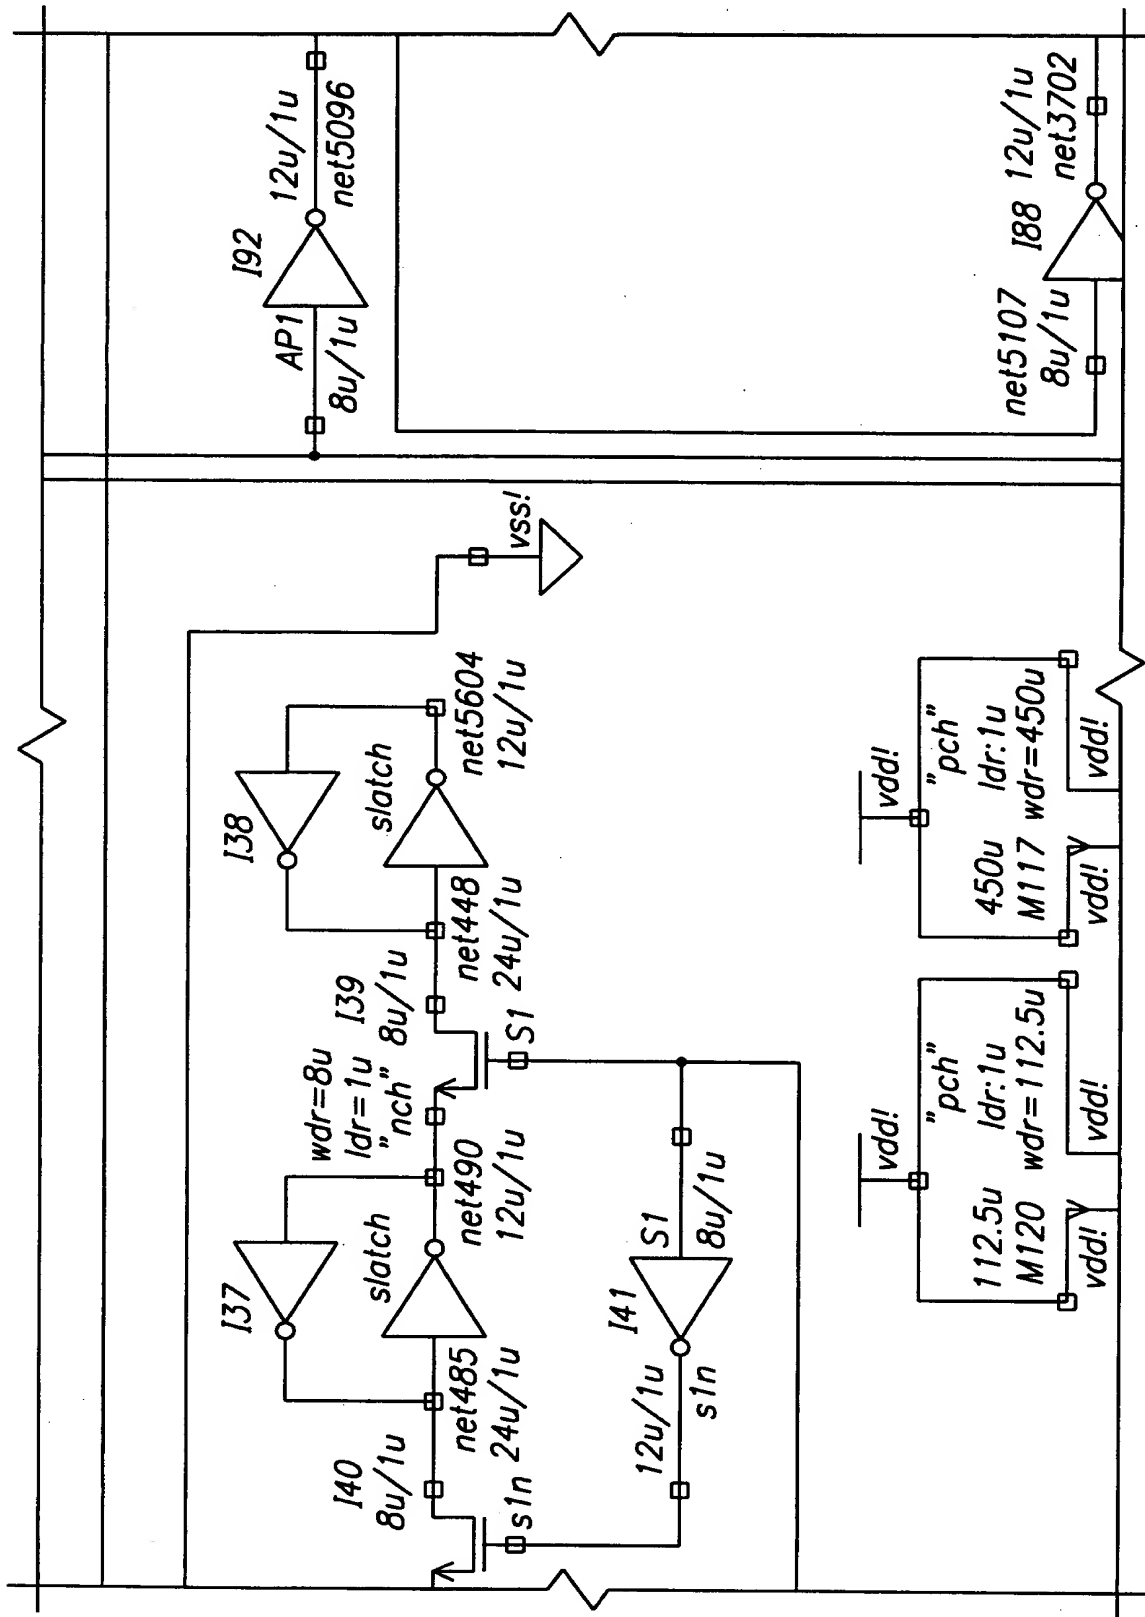 I92
AP1
12u/1u
8u/1u
net5096
I88
net5107
12u/1u
8u/1u
net3702
vss!
I37
I38
wdr=8u
ldr=1u
"nch"
I40
8u/1u
slatch
I39
8u/1u
slatch
net485
24u/1u
net490
12u/1u
net448
24u/1u
net5604
12u/1u
s1n
S1
I41
12u/1u
s1n
S1
8u/1u
vdd!
112.5u
"pch"
M120
ldr:1u
wdr=112.5u
vdd!
vdd!
vdd!
450u
"pch"
M117
ldr:1u
wdr=450u
vdd!
vdd!